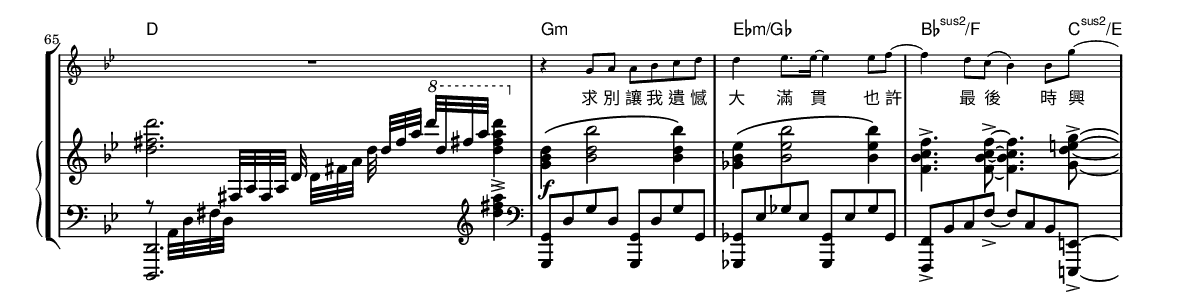 65
D Gm E♭m/G♭ B♭sus2/F Csus2/E
求 別 讓 我 遺 憾 大 滿 貫 也 許 最 後 時 興
8
f